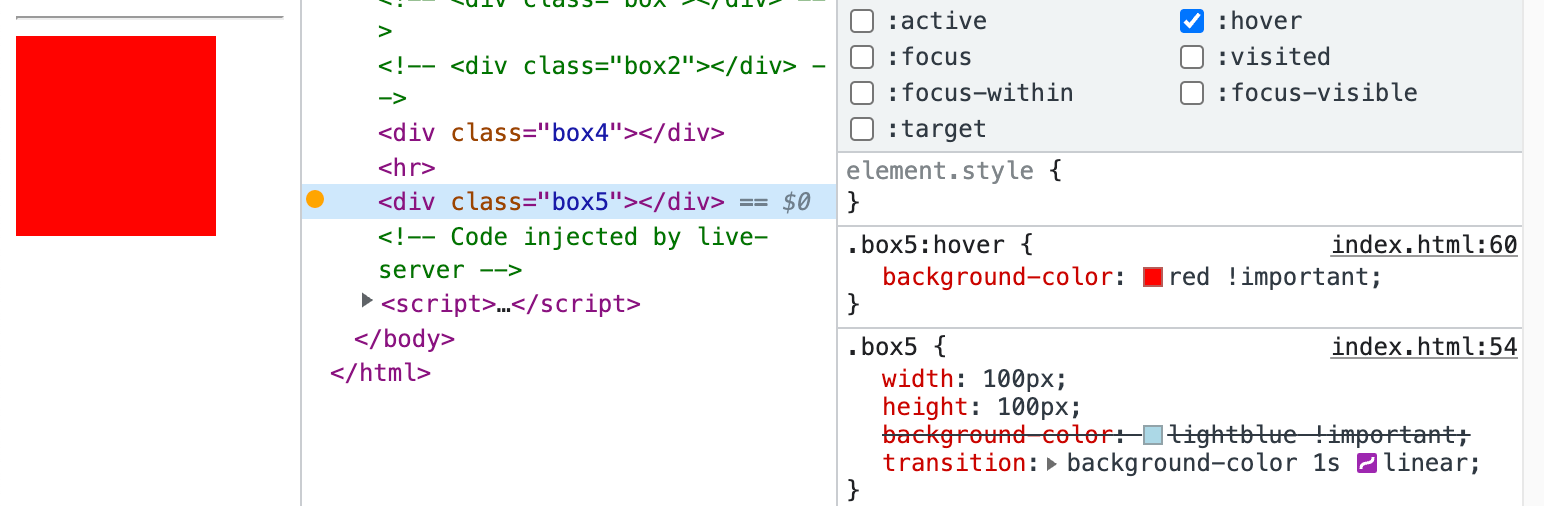 <!-- <div class="box"></div> --
>
<!-- <div class="box2"></div> -
->
<div class="box4"></div>
<hr>
<div class="box5"></div> == $0
<!-- Code injected by live-
server -->
<script>…</script>
</body>
</html>
:active
:hover
:focus
:visited
:focus-within
:focus-visible
:target
element.style {
}
.box5:hover { index.html:60
background-color: red !important;
}
.box5 { index.html:54
width: 100px;
height: 100px;
background-color: lightblue !important;
transition: background-color 1s linear;
}